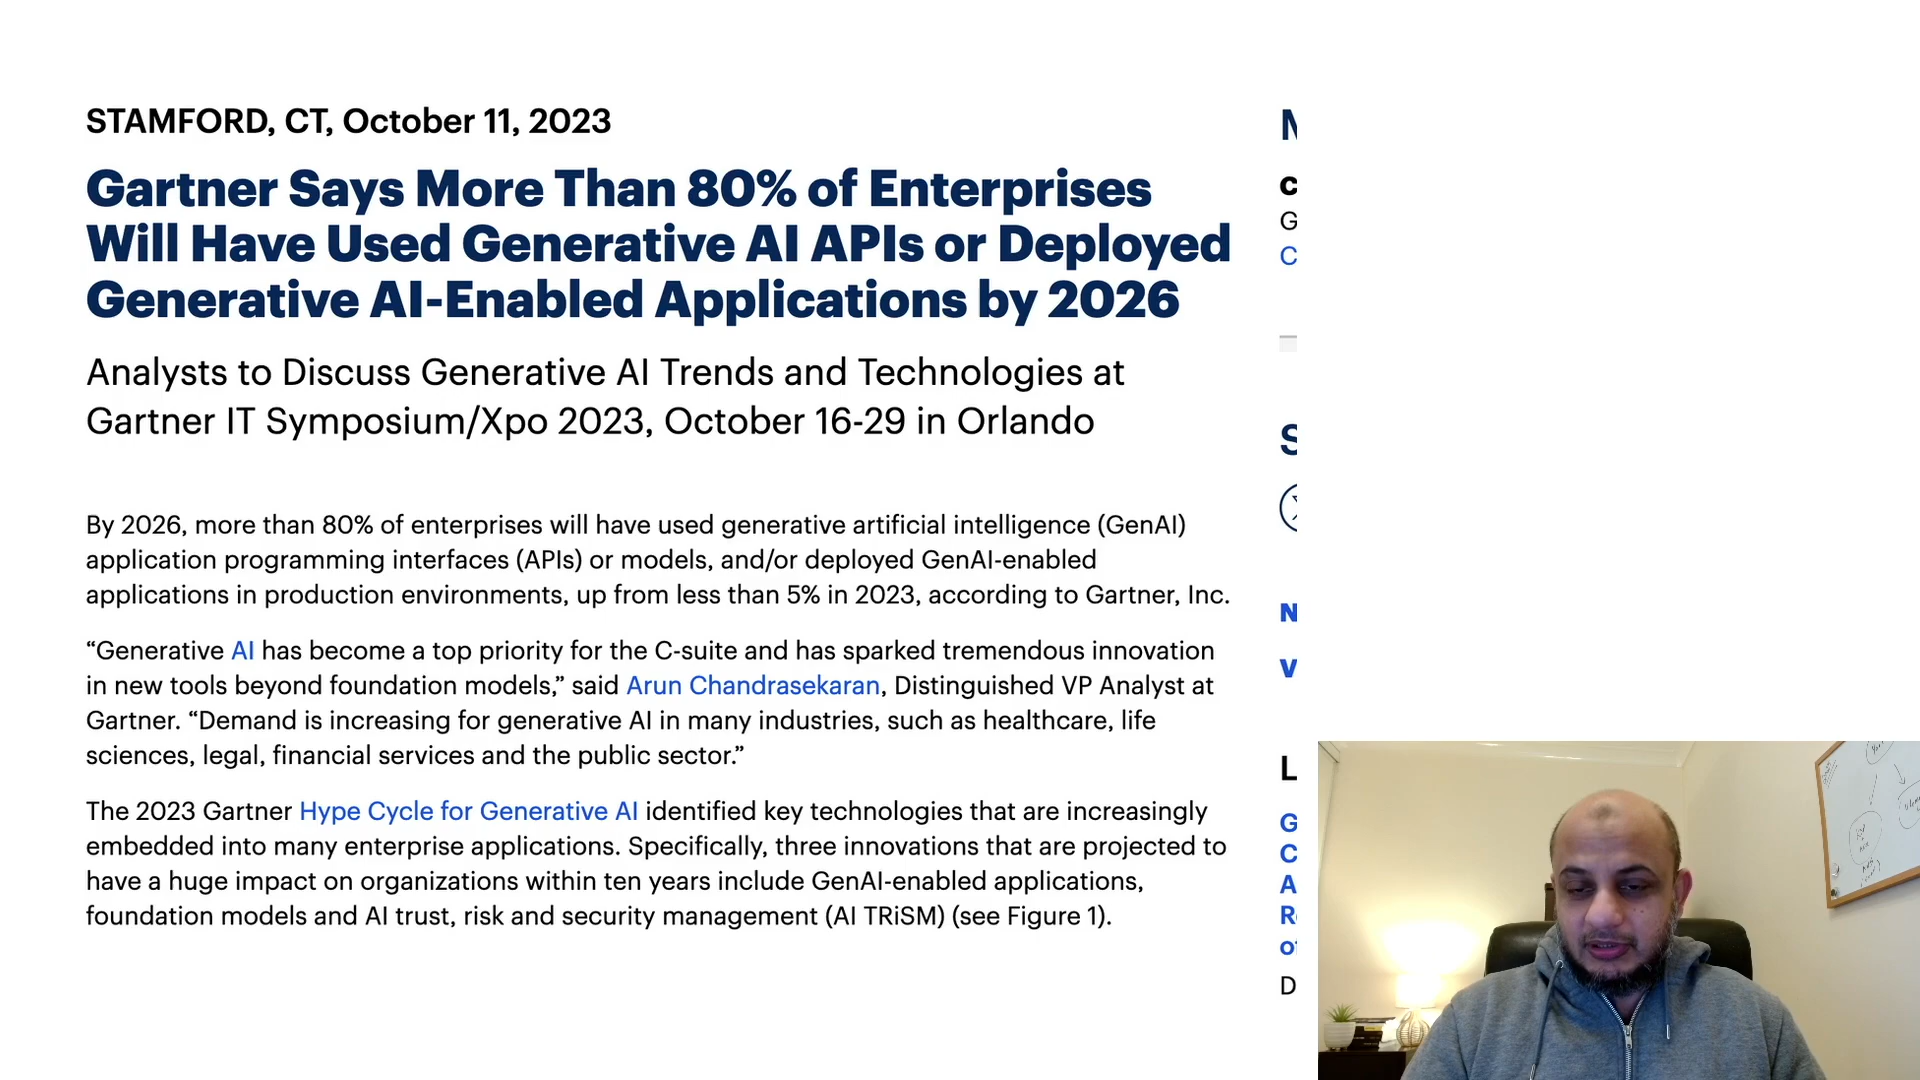 STAMFORD, CT, October 11, 2023
Gartner Says More Than 80% of Enterprises
Will Have Used Generative AI APIs or Deployed
Generative AI-Enabled Applications by 2026
Analysts to Discuss Generative AI Trends and Technologies at
Gartner IT Symposium/Xpo 2023, October 16-29 in Orlando
By 2026, more than 80% of enterprises will have used generative artificial intelligence (GenAI)
application programming interfaces (APIs) or models, and/or deployed GenAI-enabled
applications in production environments, up from less than 5% in 2023, according to Gartner, Inc.
“Generative AI has become a top priority for the C-suite and has sparked tremendous innovation
in new tools beyond foundation models,” said Arun Chandrasekaran, Distinguished VP Analyst at
Gartner. “Demand is increasing for generative AI in many industries, such as healthcare, life
sciences, legal, financial services and the public sector.”
The 2023 Gartner Hype Cycle for Generative AI identified key technologies that are increasingly
embedded into many enterprise applications. Specifically, three innovations that are projected to
have a huge impact on organizations within ten years include GenAI-enabled applications,
foundation models and AI trust, risk and security management (AI TRiSM) (see Figure 1).